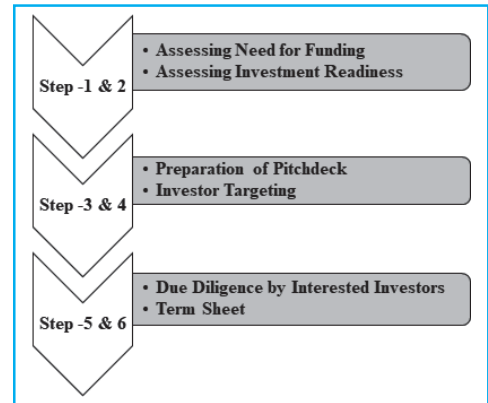 Step -1 & 2
• Assessing Need for Funding
• Assessing Investment Readiness
Step -3 & 4
• Preparation of Pitchdeck
• Investor Targeting
Step -5 & 6
• Due Diligence by Interested Investors
• Term Sheet